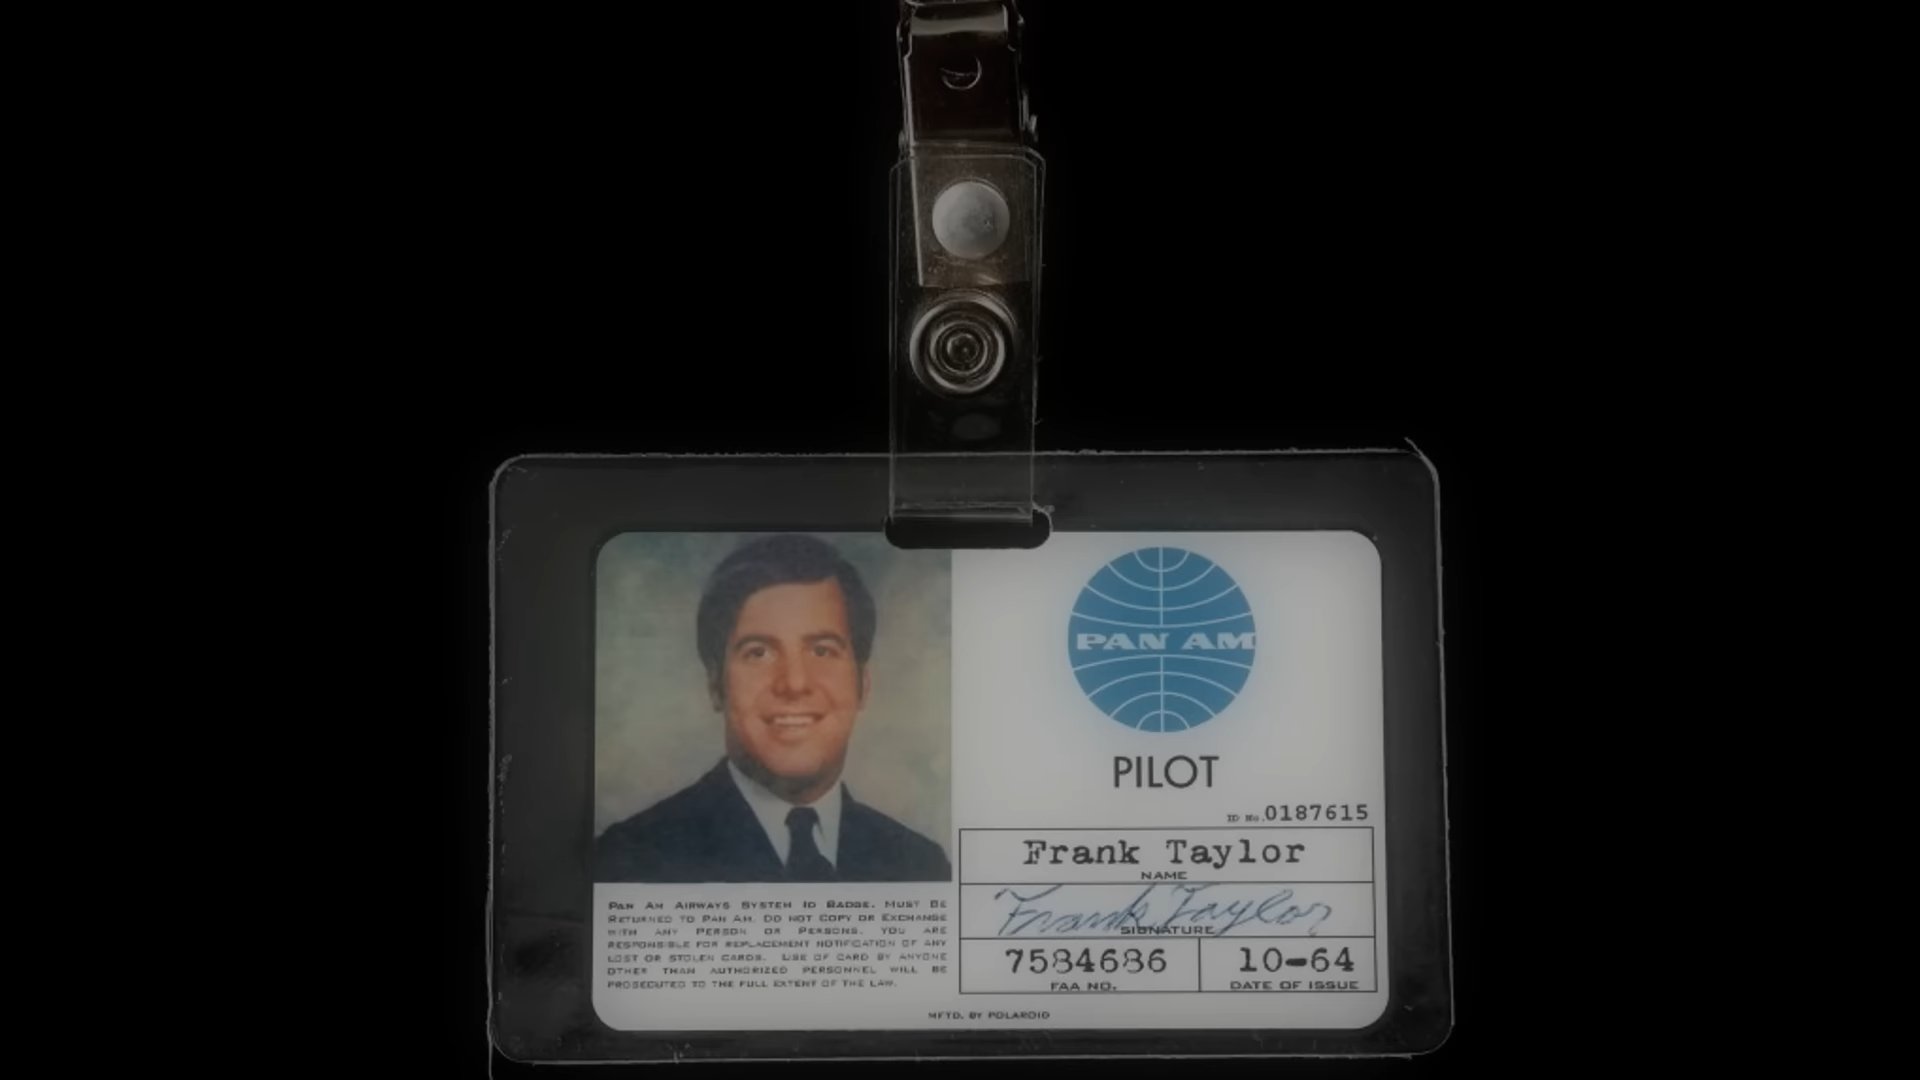 PAN AM
PILOT
ID No. 0187615
Frank Taylor
NAME
Frank Taylor
SIGNATURE
7584686
FAA NO.
10-64
DATE OF ISSUE
PAN AM AIRWAYS SYSTEM ID BADGE. MUST BE
RETURNED TO PAN AM. DO NOT COPY OR EXCHANGE
WITH ANY PERSON OR PERSONS. YOU ARE
RESPONSIBLE FOR REPLACEMENT NOTIFICATION OF ANY
LOST OR STOLEN CARDS. USE OF CARD BY ANYONE
OTHER THAN AUTHORIZED PERSONNEL WILL BE
PROSECUTED TO THE FULL EXTENT OF THE LAW.
MFTD. BY POLAROID